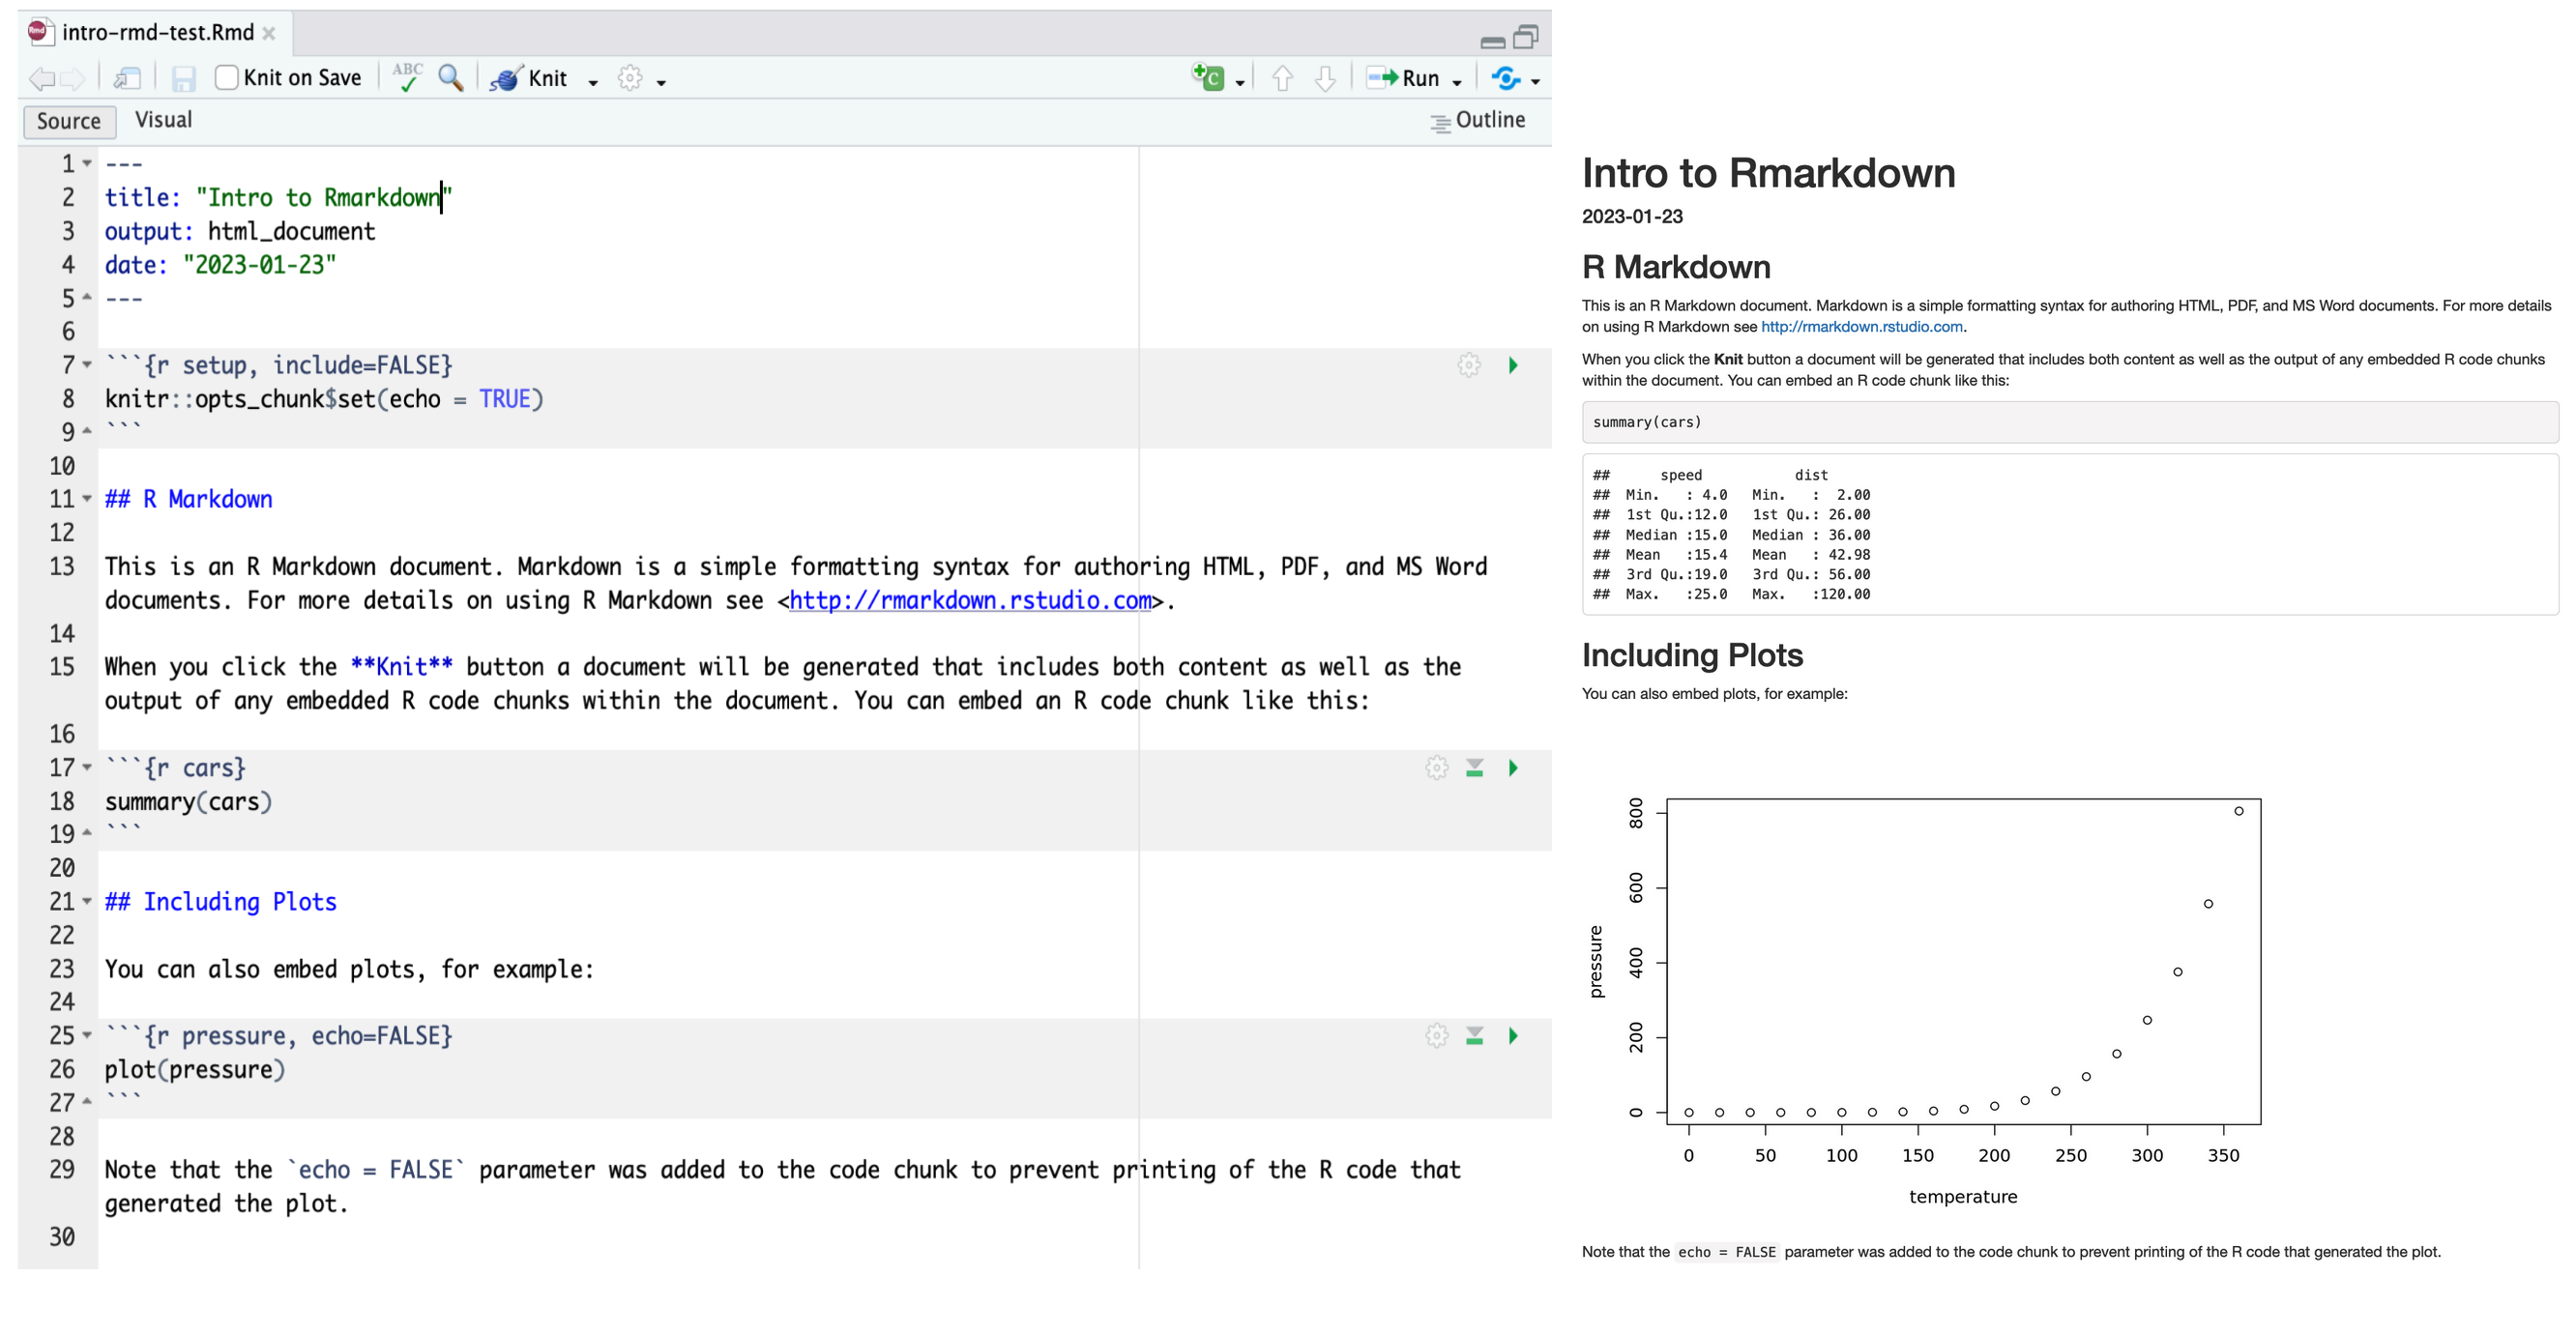 intro-rmd-test.Rmd
Knit on Save ABC Knit Run
Source Visual Outline
1 ---
2 title: "Intro to Rmarkdown"
3 output: html_document
4 date: "2023-01-23"
5 ---
6
7 ```{r setup, include=FALSE}
8 knitr::opts_chunk$set(echo = TRUE)
9 ```
10
11 ## R Markdown
12
13 This is an R Markdown document. Markdown is a simple formatting syntax for authoring HTML, PDF, and MS Word
documents. For more details on using R Markdown see <http://rmarkdown.rstudio.com>.
14
15 When you click the **Knit** button a document will be generated that includes both content as well as the
output of any embedded R code chunks within the document. You can embed an R code chunk like this:
16
17 ```{r cars}
18 summary(cars)
19 ```
20
21 ## Including Plots
22
23 You can also embed plots, for example:
24
25 ```{r pressure, echo=FALSE}
26 plot(pressure)
27 ```
28
29 Note that the `echo = FALSE` parameter was added to the code chunk to prevent printing of the R code that
generated the plot.
30
Intro to Rmarkdown
2023-01-23
R Markdown
This is an R Markdown document. Markdown is a simple formatting syntax for authoring HTML, PDF, and MS Word documents. For more details
on using R Markdown see http://rmarkdown.rstudio.com.
When you click the Knit button a document will be generated that includes both content as well as the output of any embedded R code chunks
within the document. You can embed an R code chunk like this:
summary(cars)
##      speed           dist
##  Min.   : 4.0   Min.   :  2.00
##  1st Qu.:12.0   1st Qu.: 26.00
##  Median :15.0   Median : 36.00
##  Mean   :15.4   Mean   : 42.98
##  3rd Qu.:19.0   3rd Qu.: 56.00
##  Max.   :25.0   Max.   :120.00
Including Plots
You can also embed plots, for example:
800
600
400
200
0
pressure
0 50 100 150 200 250 300 350
temperature
Note that the echo = FALSE parameter was added to the code chunk to prevent printing of the R code that generated the plot.